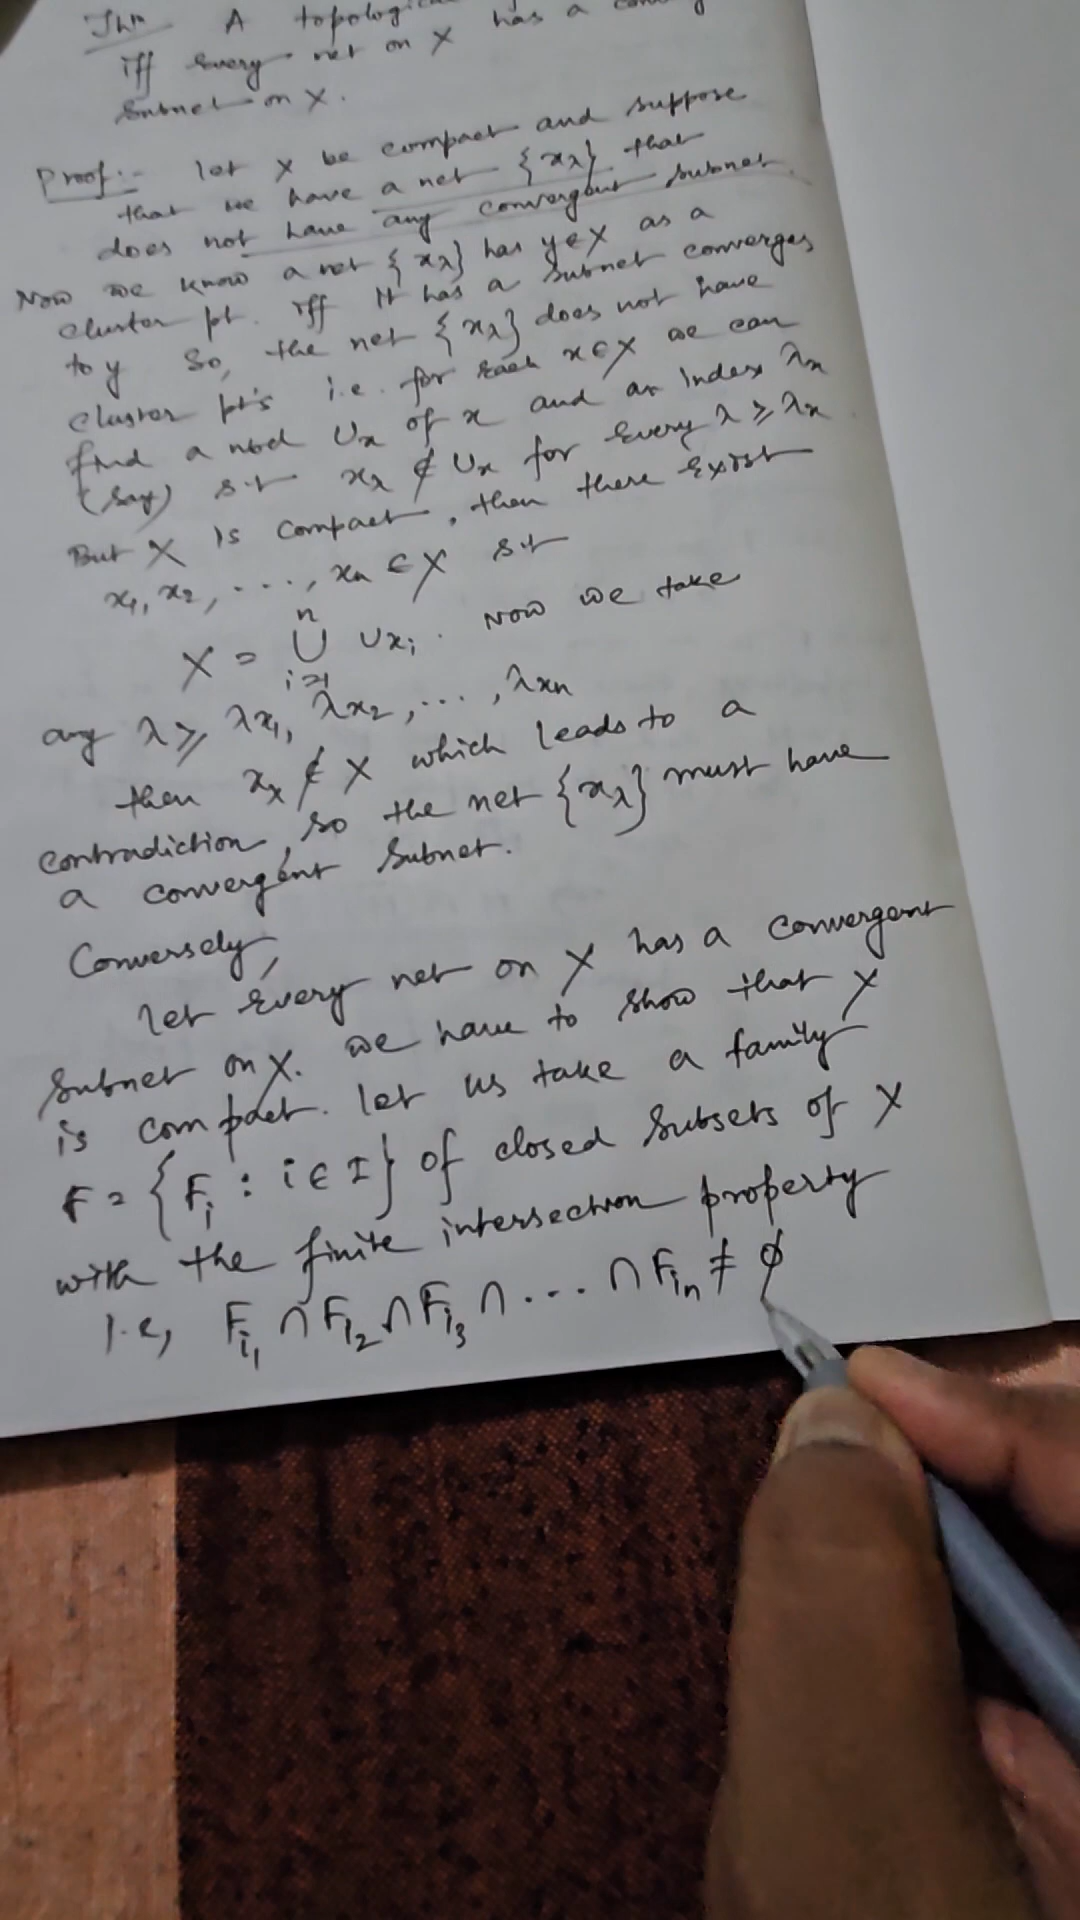 Thm A topologic
iff every net on X has a conv
subnet on X.
Proof:- let X be compact and suppose
that we have a net {xλ} that
does not have any convergent subnet.
Now we know a net {xλ} has y∈X as a
cluster pt. iff it has a subnet converges
to y so, the net {xλ} does not have
cluster pt's i.e. for each x∈X we can
find a nbd Ux of x and an index λx
(say) s.t xλ ∉ Ux for every λ ≥ λx
But X is compact, then there exist
x1, x2, ..., xn ∈ X s.t
X = ⋃ⁿᵢ₌₁ Uxi. Now we take
any λ ≥ λx1, λx2, ..., λxn
then xλ ∉ X which leads to a
contradiction, so the net {xλ} must have
a convergent subnet.
Conversely,
let every net on X has a convergent
subnet on X. we have to show that X
is compact. let us take a family
F = {Fi : i ∈ I} of closed subsets of X
with the finite intersection property
i.e, Fi1 ∩ Fi2 ∩ Fi3 ∩ ... ∩ Fin ≠ φ